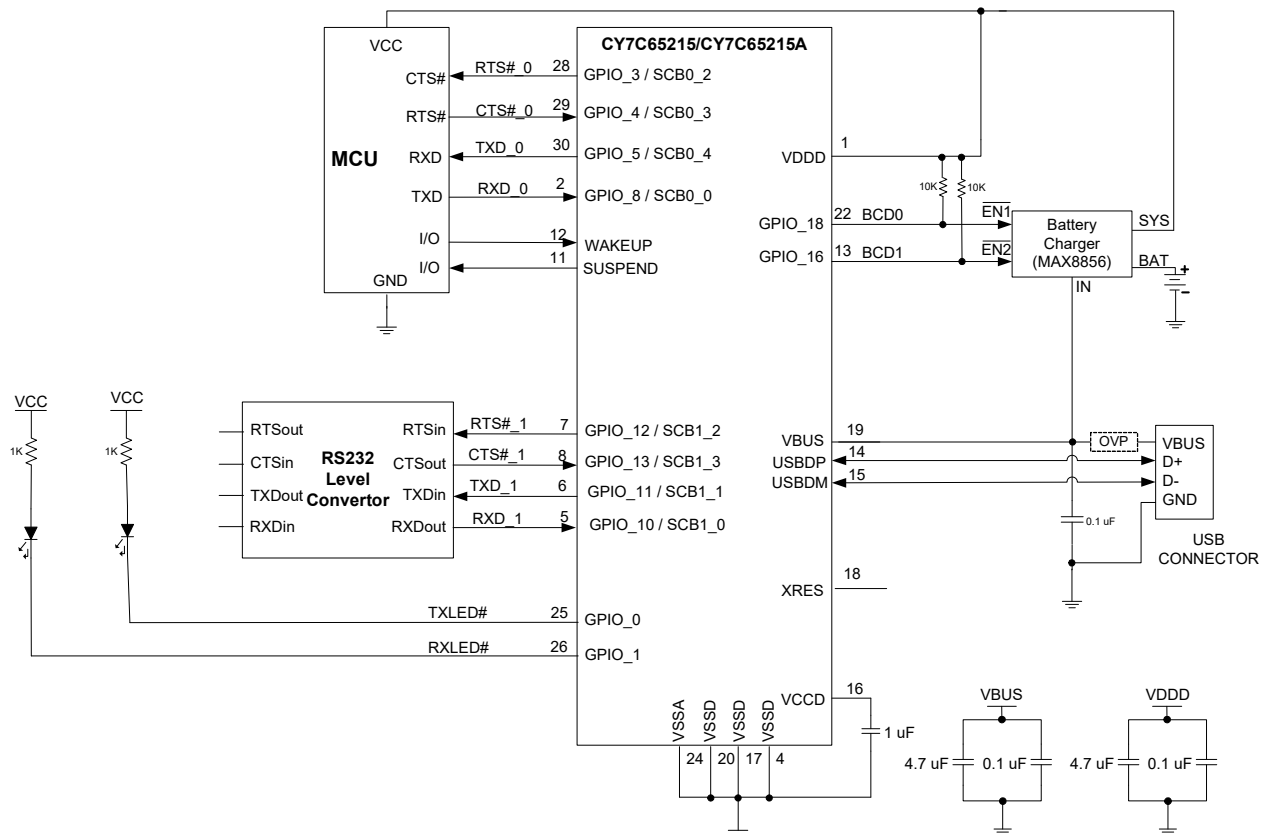 CY7C65215/CY7C65215A
VCC
CTS#
RTS#
MCU
RXD
TXD
I/O
I/O
GND
RTS#_0
28
GPIO_3 / SCB0_2
CTS#_0
29
GPIO_4 / SCB0_3
TXD_0
30
GPIO_5 / SCB0_4
RXD_0
2
GPIO_8 / SCB0_0
12
WAKEUP
11
SUSPEND
VDDD
1
10K
10K
GPIO_18
22
BCD0
EN1
GPIO_16
13
BCD1
EN2
Battery
Charger
(MAX8856)
SYS
BAT
+
-
IN
VCC
VCC
1K
1K
RTSout
CTSin
TXDout
RXDin
RS232
Level
Convertor
RTSin
CTSout
TXDin
RXDout
RTS#_1
7
GPIO_12 / SCB1_2
CTS#_1
8
GPIO_13 / SCB1_3
TXD_1
6
GPIO_11 / SCB1_1
RXD_1
5
GPIO_10 / SCB1_0
VBUS
19
OVP
VBUS
USBDP
14
D+
USBDM
15
D-
GND
0.1 uF
USB
CONNECTOR
XRES
18
TXLED#
25
GPIO_0
RXLED#
26
GPIO_1
VCCD
16
1 uF
VSSA
VSSD
VSSD
VSSD
24
20
17
4
VBUS
4.7 uF
0.1 uF
VDDD
4.7 uF
0.1 uF